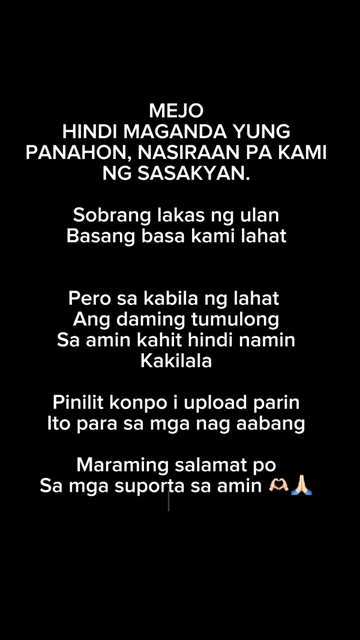 MEJO
HINDI MAGANDA YUNG
PANAHON, NASIRAAN PA KAMI
NG SASAKYAN.
Sobrang lakas ng ulan
Basang basa kami lahat
Pero sa kabila ng lahat
Ang daming tumulong
Sa amin kahit hindi namin
Kakilala
Pinilit konpo i upload parin
Ito para sa mga nag aabang
Maraming salamat po
Sa mga suporta sa amin 🫶🏻🙏🏻